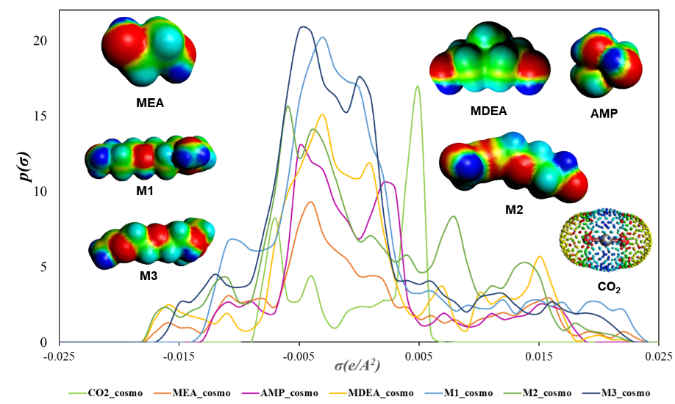 20
15
10
5
0
p(σ)
MEA
MDEA
AMP
M1
M2
M3
CO2
-0.025
-0.015
-0.005
0.005
0.015
0.025
σ(e/A²)
CO2_cosmo MEA_cosmo AMP_cosmo MDEA_cosmo M1_cosmo M2_cosmo M3_cosmo